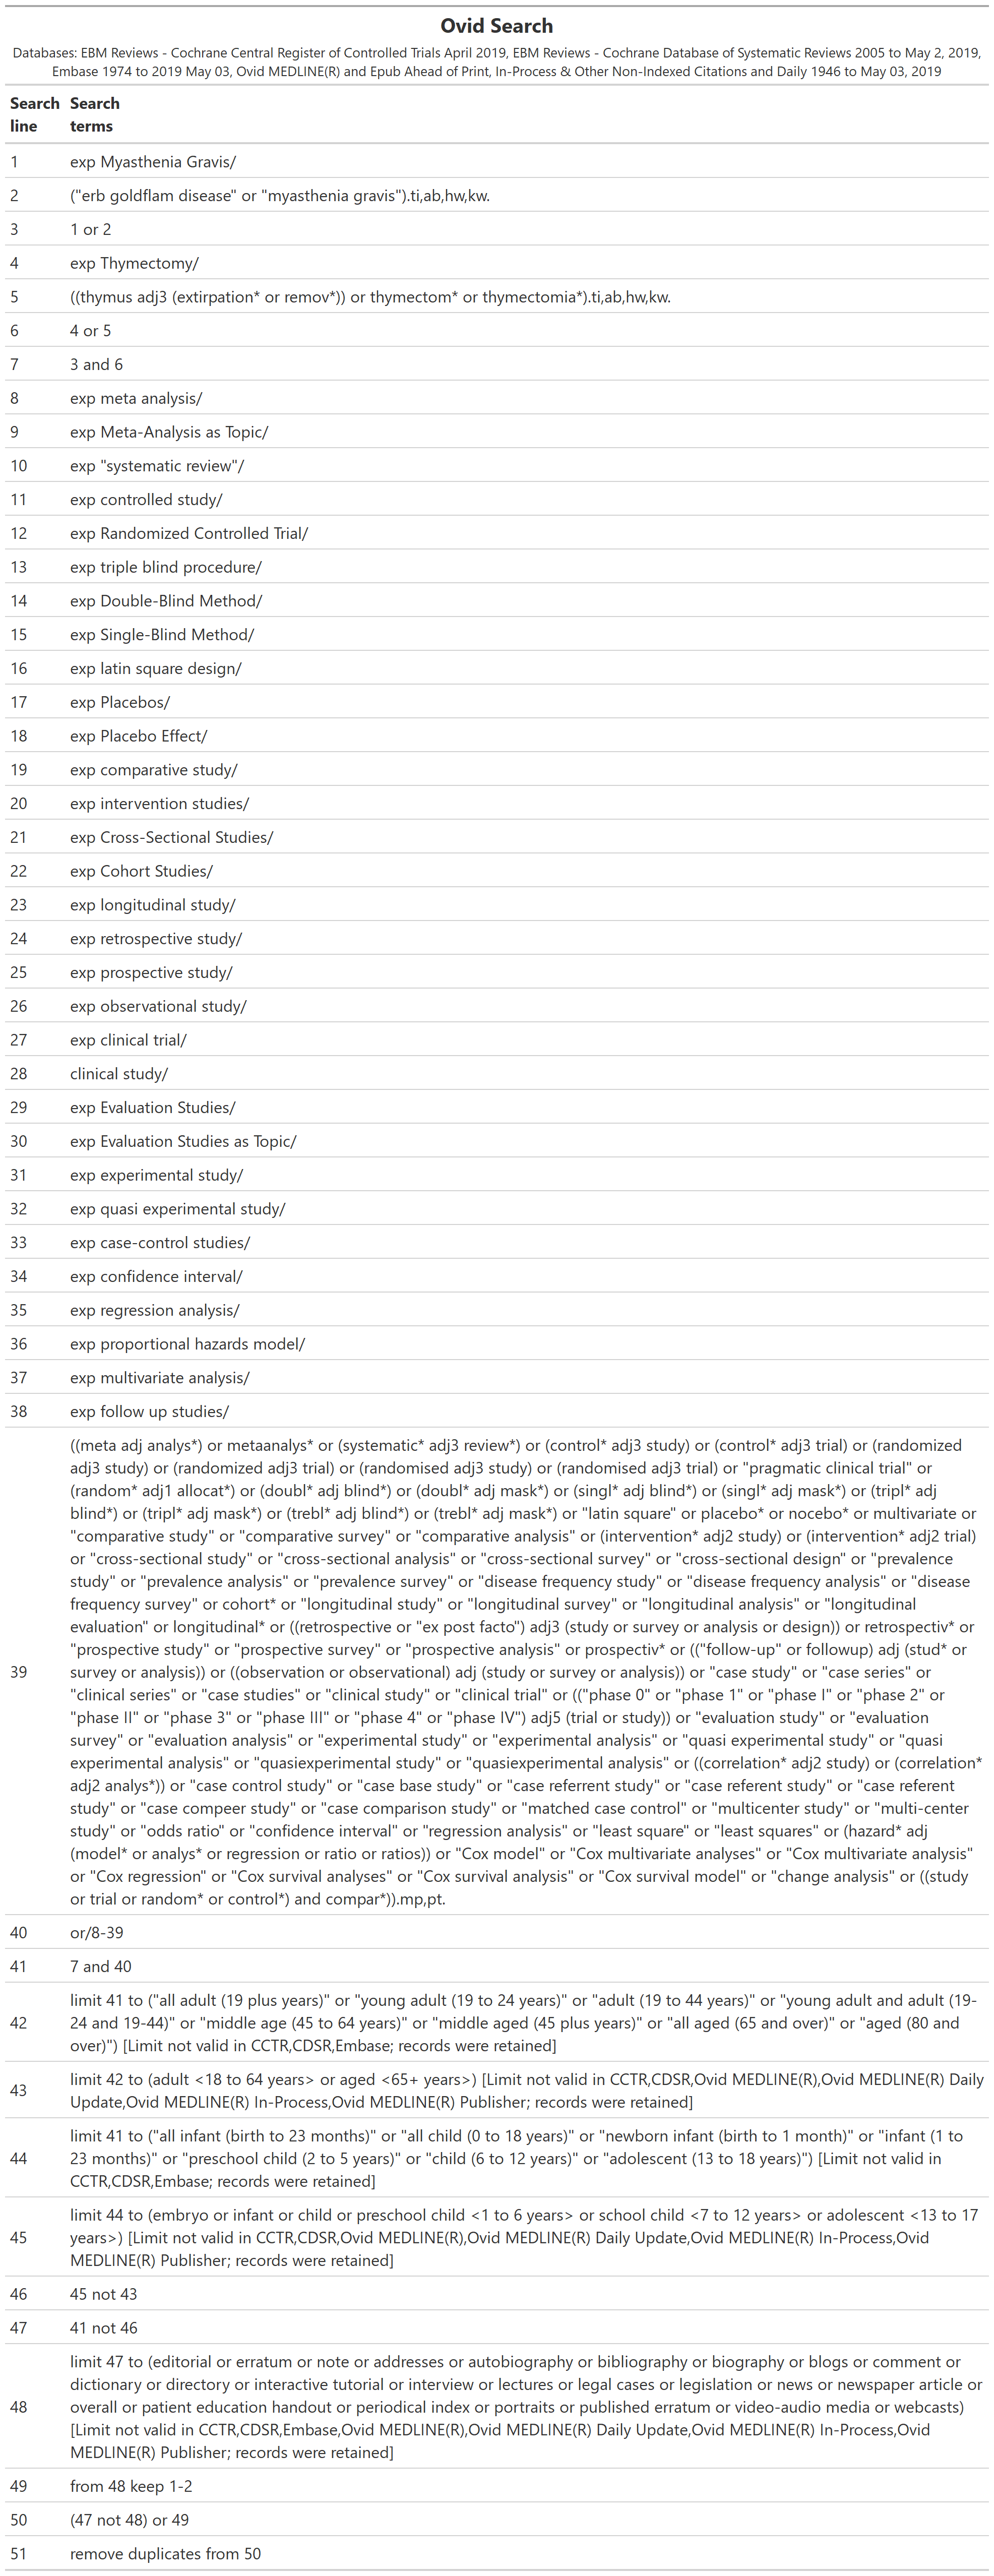 Ovid Search
Databases: EBM Reviews - Cochrane Central Register of Controlled Trials April 2019, EBM Reviews - Cochrane Database of Systematic Reviews 2005 to May 2, 2019,
Embase 1974 to 2019 May 03, Ovid MEDLINE(R) and Epub Ahead of Print, In-Process & Other Non-Indexed Citations and Daily 1946 to May 03, 2019
Search line Search terms
1 exp Myasthenia Gravis/
2 ("erb goldflam disease" or "myasthenia gravis").ti,ab,hw,kw.
3 1 or 2
4 exp Thymectomy/
5 ((thymus adj3 (extirpation* or remov*)) or thymectom* or thymectomia*).ti,ab,hw,kw.
6 4 or 5
7 3 and 6
8 exp meta analysis/
9 exp Meta-Analysis as Topic/
10 exp "systematic review"/
11 exp controlled study/
12 exp Randomized Controlled Trial/
13 exp triple blind procedure/
14 exp Double-Blind Method/
15 exp Single-Blind Method/
16 exp latin square design/
17 exp Placebos/
18 exp Placebo Effect/
19 exp comparative study/
20 exp intervention studies/
21 exp Cross-Sectional Studies/
22 exp Cohort Studies/
23 exp longitudinal study/
24 exp retrospective study/
25 exp prospective study/
26 exp observational study/
27 exp clinical trial/
28 clinical study/
29 exp Evaluation Studies/
30 exp Evaluation Studies as Topic/
31 exp experimental study/
32 exp quasi experimental study/
33 exp case-control studies/
34 exp confidence interval/
35 exp regression analysis/
36 exp proportional hazards model/
37 exp multivariate analysis/
38 exp follow up studies/
39 ((meta adj analys*) or metaanalys* or (systematic* adj3 review*) or (control* adj3 study) or (control* adj3 trial) or (randomized
adj3 study) or (randomized adj3 trial) or (randomised adj3 study) or (randomised adj3 trial) or "pragmatic clinical trial" or
(random* adj1 allocat*) or (doubl* adj blind*) or (doubl* adj mask*) or (singl* adj blind*) or (singl* adj mask*) or (tripl* adj
blind*) or (tripl* adj mask*) or (trebl* adj blind*) or (trebl* adj mask*) or "latin square" or placebo* or nocebo* or multivariate or
"comparative study" or "comparative survey" or "comparative analysis" or (intervention* adj2 study) or (intervention* adj2 trial)
or "cross-sectional study" or "cross-sectional analysis" or "cross-sectional survey" or "cross-sectional design" or "prevalence
study" or "prevalence analysis" or "prevalence survey" or "disease frequency study" or "disease frequency analysis" or "disease
frequency survey" or cohort* or "longitudinal study" or "longitudinal survey" or "longitudinal analysis" or "longitudinal
evaluation" or longitudinal* or ((retrospective or "ex post facto") adj3 (study or survey or analysis or design)) or retrospectiv* or
"prospective study" or "prospective survey" or "prospective analysis" or prospectiv* or (("follow-up" or followup) adj (stud* or
survey or analysis)) or ((observation or observational) adj (study or survey or analysis)) or "case study" or "case series" or
"clinical series" or "case studies" or "clinical study" or "clinical trial" or (("phase 0" or "phase 1" or "phase I" or "phase 2" or
"phase II" or "phase 3" or "phase III" or "phase 4" or "phase IV") adj5 (trial or study)) or "evaluation study" or "evaluation
survey" or "evaluation analysis" or "experimental study" or "experimental analysis" or "quasi experimental study" or "quasi
experimental analysis" or "quasiexperimental study" or "quasiexperimental analysis" or ((correlation* adj2 study) or (correlation*
adj2 analys*)) or "case control study" or "case base study" or "case referrent study" or "case referent study" or "case referent
study" or "case compeer study" or "case comparison study" or "matched case control" or "multicenter study" or "multi-center
study" or "odds ratio" or "confidence interval" or "regression analysis" or "least square" or "least squares" or (hazard* adj
(model* or analys* or regression or ratio or ratios)) or "Cox model" or "Cox multivariate analyses" or "Cox multivariate analysis"
or "Cox regression" or "Cox survival analyses" or "Cox survival analysis" or "Cox survival model" or "change analysis" or ((study
or trial or random* or control*) and compar*)).mp,pt.
40 or/8-39
41 7 and 40
42 limit 41 to ("all adult (19 plus years)" or "young adult (19 to 24 years)" or "adult (19 to 44 years)" or "young adult and adult (19-
24 and 19-44)" or "middle age (45 to 64 years)" or "middle aged (45 plus years)" or "all aged (65 and over)" or "aged (80 and
over)") [Limit not valid in CCTR,CDSR,Embase; records were retained]
43 limit 42 to (adult <18 to 64 years> or aged <65+ years>) [Limit not valid in CCTR,CDSR,Ovid MEDLINE(R),Ovid MEDLINE(R) Daily
Update,Ovid MEDLINE(R) In-Process,Ovid MEDLINE(R) Publisher; records were retained]
44 limit 41 to ("all infant (birth to 23 months)" or "all child (0 to 18 years)" or "newborn infant (birth to 1 month)" or "infant (1 to
23 months)" or "preschool child (2 to 5 years)" or "child (6 to 12 years)" or "adolescent (13 to 18 years)") [Limit not valid in
CCTR,CDSR,Embase; records were retained]
45 limit 44 to (embryo or infant or child or preschool child <1 to 6 years> or school child <7 to 12 years> or adolescent <13 to 17
years>) [Limit not valid in CCTR,CDSR,Ovid MEDLINE(R),Ovid MEDLINE(R) Daily Update,Ovid MEDLINE(R) In-Process,Ovid
MEDLINE(R) Publisher; records were retained]
46 45 not 43
47 41 not 46
48 limit 47 to (editorial or erratum or note or addresses or autobiography or bibliography or biography or blogs or comment or
dictionary or directory or interactive tutorial or interview or lectures or legal cases or legislation or news or newspaper article or
overall or patient education handout or periodical index or portraits or published erratum or video-audio media or webcasts)
[Limit not valid in CCTR,CDSR,Embase,Ovid MEDLINE(R),Ovid MEDLINE(R) Daily Update,Ovid MEDLINE(R) In-Process,Ovid
MEDLINE(R) Publisher; records were retained]
49 from 48 keep 1-2
50 (47 not 48) or 49
51 remove duplicates from 50